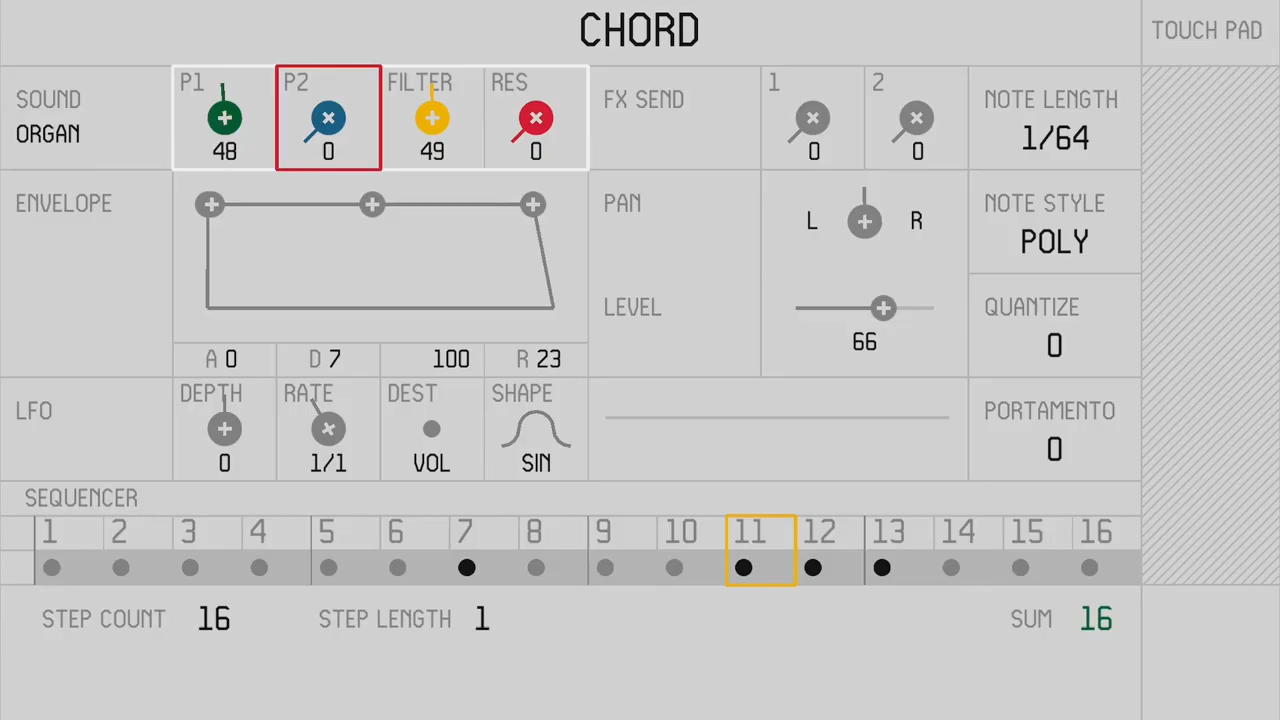 CHORD
TOUCH PAD
SOUND
ORGAN
P1
48
P2
0
FILTER
49
RES
0
FX SEND
1
0
2
0
NOTE LENGTH
1/64
ENVELOPE
A 0
D 7
100
R 23
PAN
L
R
LEVEL
66
NOTE STYLE
POLY
QUANTIZE
0
LFO
DEPTH
0
RATE
1/1
DEST
VOL
SHAPE
SIN
PORTAMENTO
0
SEQUENCER
1 2 3 4 5 6 7 8 9 10 11 12 13 14 15 16
STEP COUNT 16
STEP LENGTH 1
SUM 16